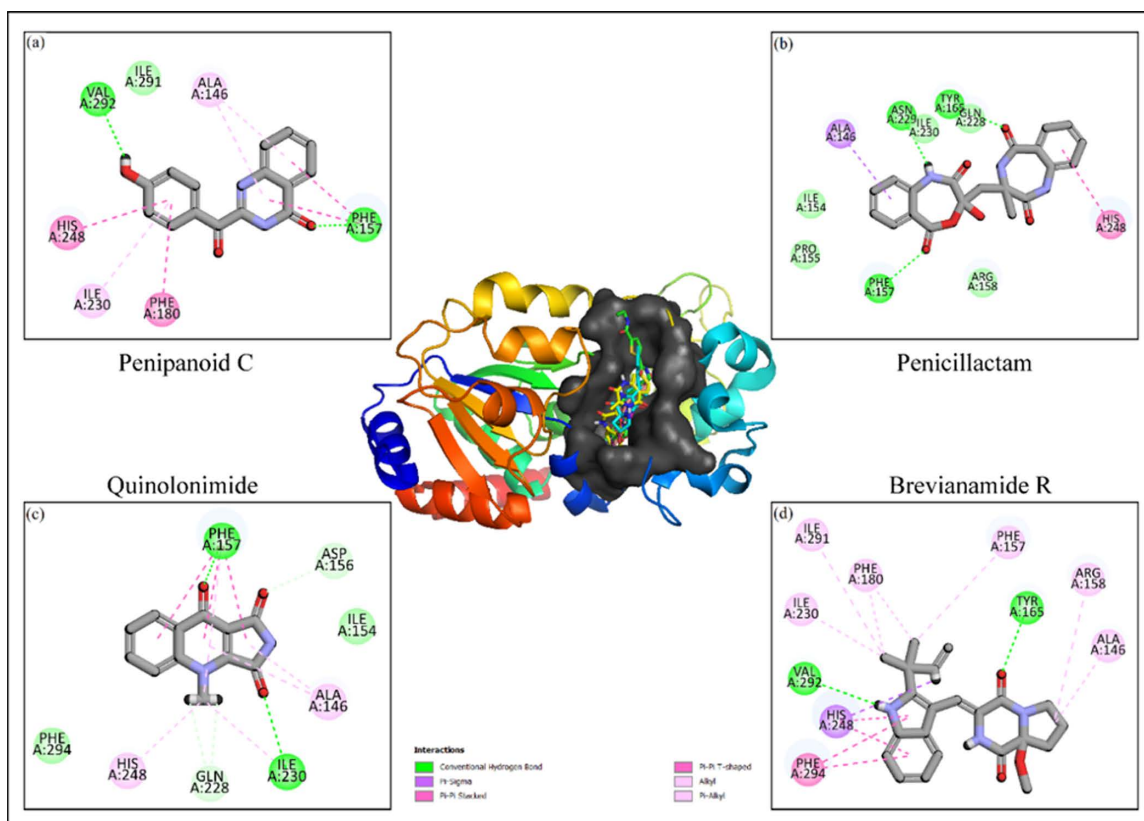 (a)
ILE
A:291
VAL
A:292
ALA
A:146
HIS
A:248
PHE
A:157
ILE
A:230
PHE
A:180
Penipanoid C
(b)
TYR
A:165
ASN
A:229
GLN
A:228
ILE
A:230
ALA
A:146
ILE
A:154
HIS
A:248
PRO
A:155
PHE
A:157
ARG
A:158
Penicillactam
Quinolonimide
(c)
PHE
A:157
ASP
A:156
ILE
A:154
ALA
A:146
PHE
A:294
HIS
A:248
GLN
A:228
ILE
A:230
Brevianamide R
(d)
ILE
A:291
PHE
A:157
PHE
A:180
ARG
A:158
ILE
A:230
TYR
A:165
ALA
A:146
VAL
A:292
HIS
A:248
PHE
A:294
Interactions
Conventional Hydrogen Bond
Pi-Sigma
Pi-Pi Stacked
Pi-Pi T-shaped
Alkyl
Pi-Alkyl